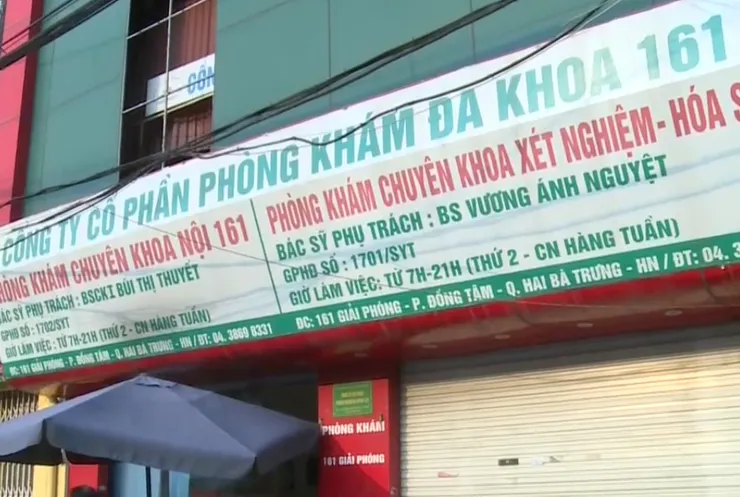 CÔN
CÔNG TY CỔ PHẦN PHÒNG KHÁM ĐA KHOA 161
PHÒNG KHÁM CHUYÊN KHOA NỘI 161
BÁC SỸ PHỤ TRÁCH : BSCKI BÙI THỊ THUYẾT
GPHĐ SỐ : 1702/SYT
GIỜ LÀM VIỆC: TỪ 7H-21H (THỨ 2 - CN HÀNG TUẦN)
ĐC: 161 GIẢI PHÓNG - P. ĐỒNG TÂM - Q. HAI BÀ TRƯNG - HN / ĐT: 04. 3869 8331
PHÒNG KHÁM CHUYÊN KHOA XÉT NGHIỆM- HÓA S
BÁC SỸ PHỤ TRÁCH : BS VƯƠNG ÁNH NGUYỆT
GPHĐ SỐ : 1701/SYT
GIỜ LÀM VIỆC: TỪ 7H-21H (THỨ 2 - CN HÀNG TUẦN)
ĐC: 161 GIẢI PHÓNG - P. ĐỒNG TÂM - Q. HAI BÀ TRƯNG - HN / ĐT: 04. 3
PHÒNG KHÁM
161 GIẢI PHÓNG